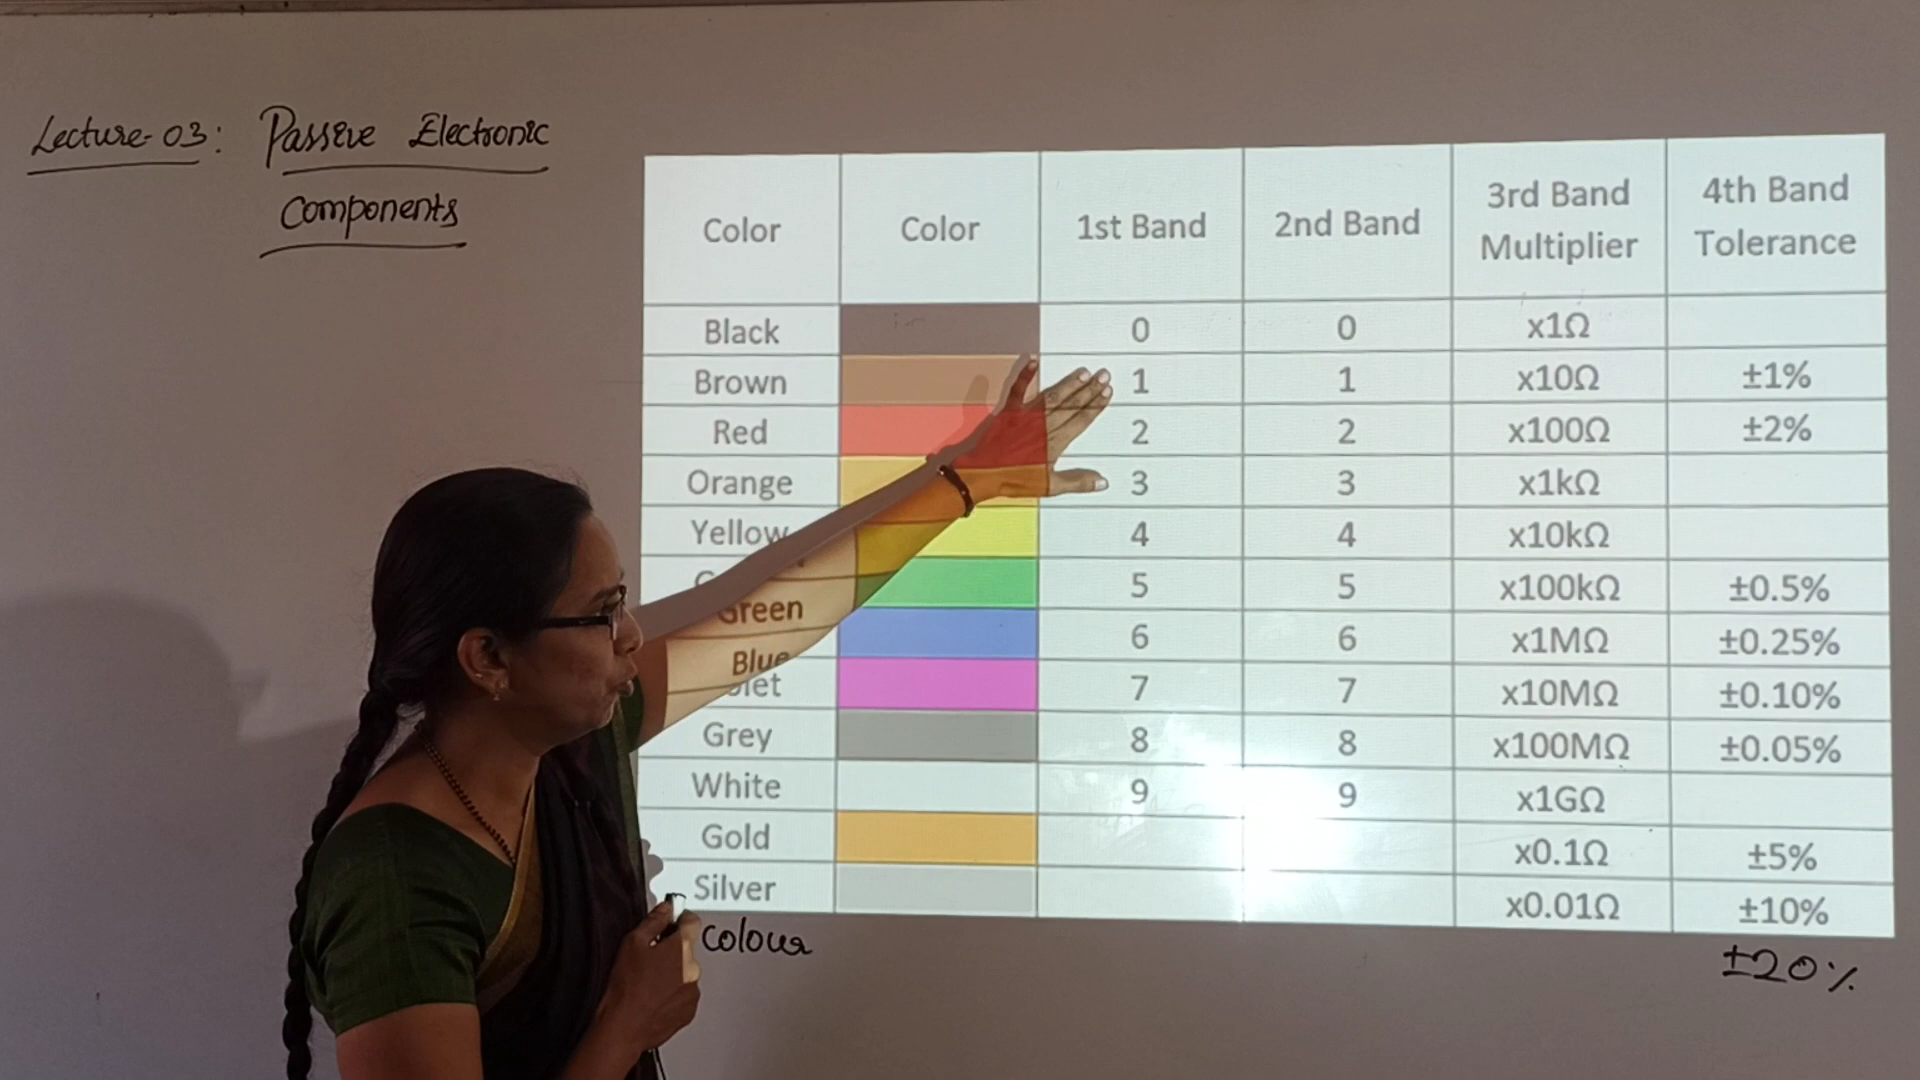 Lecture-03: Passive Electronic
Components
Color Color 1st Band 2nd Band 3rd Band Multiplier 4th Band Tolerance
Black 0 0 x1Ω
Brown 1 1 x10Ω ±1%
Red 2 2 x100Ω ±2%
Orange 3 3 x1kΩ
Yellow 4 4 x10kΩ
Green 5 5 x100kΩ ±0.5%
Blue 6 6 x1MΩ ±0.25%
7 7 x10MΩ ±0.10%
Grey 8 8 x100MΩ ±0.05%
White 9 9 x1GΩ
Gold x0.1Ω ±5%
Silver x0.01Ω ±10%
colour ±20%